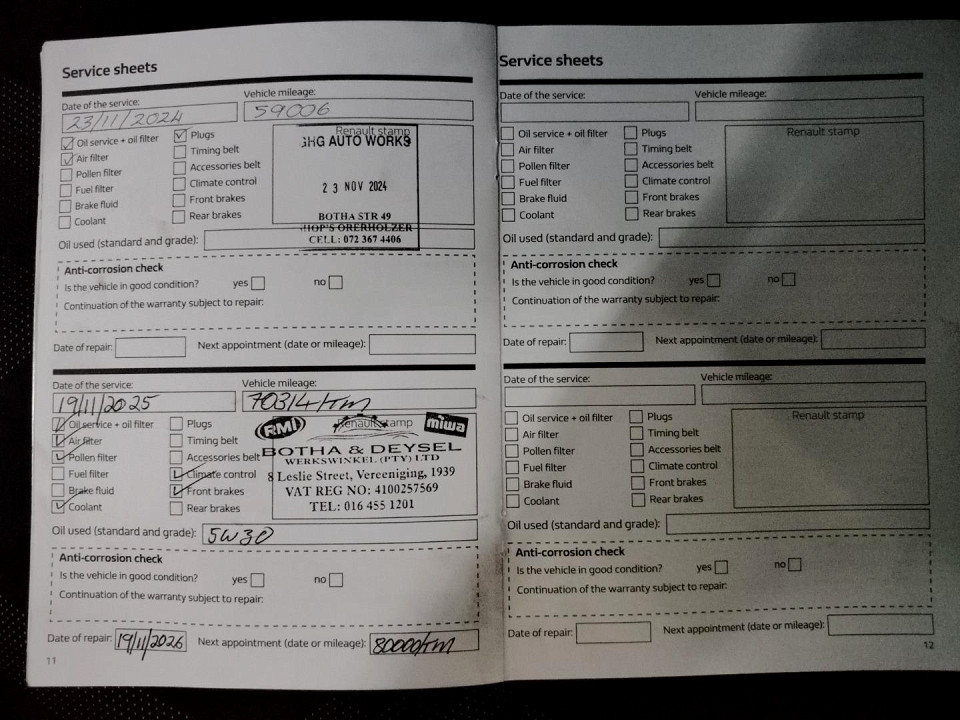 Service sheets
Date of the service: Vehicle mileage:
23/11/2024 59006
Oil service + oil filter Plugs Renault stamp
Air filter Timing belt GHG AUTO WORKS
Pollen filter Accessories belt
Fuel filter Climate control 23 NOV 2024
Brake fluid Front brakes
Coolant Rear brakes BOTHA STR 49
ORERHOLZER
Oil used (standard and grade): CELL: 072 367 4406
Anti-corrosion check
Is the vehicle in good condition? yes no
Continuation of the warranty subject to repair:
Date of repair: Next appointment (date or mileage):
Date of the service: Vehicle mileage:
19/11/2025 70314 km
Oil service + oil filter Plugs RMI Renault stamp miwa
Air filter Timing belt BOTHA & DEYSEL
Pollen filter Accessories belt WERKSWINKEL (PTY) LTD
Fuel filter Climate control 8 Leslie Street, Vereeniging, 1939
Brake fluid Front brakes VAT REG NO: 4100257569
Coolant Rear brakes TEL: 016 455 1201
Oil used (standard and grade): 5W30
Anti-corrosion check
Is the vehicle in good condition? yes no
Continuation of the warranty subject to repair:
Date of repair: 19/11/2026 Next appointment (date or mileage): 80000 km
11
Service sheets
Date of the service: Vehicle mileage:
Oil service + oil filter Plugs Renault stamp
Air filter Timing belt
Pollen filter Accessories belt
Fuel filter Climate control
Brake fluid Front brakes
Coolant Rear brakes
Oil used (standard and grade):
Anti-corrosion check
Is the vehicle in good condition? yes no
Continuation of the warranty subject to repair:
Date of repair: Next appointment (date or mileage):
Date of the service: Vehicle mileage:
Oil service + oil filter Plugs Renault stamp
Air filter Timing belt
Pollen filter Accessories belt
Fuel filter Climate control
Brake fluid Front brakes
Coolant Rear brakes
Oil used (standard and grade):
Anti-corrosion check
Is the vehicle in good condition? yes no
Continuation of the warranty subject to repair:
Date of repair: Next appointment (date or mileage):
12